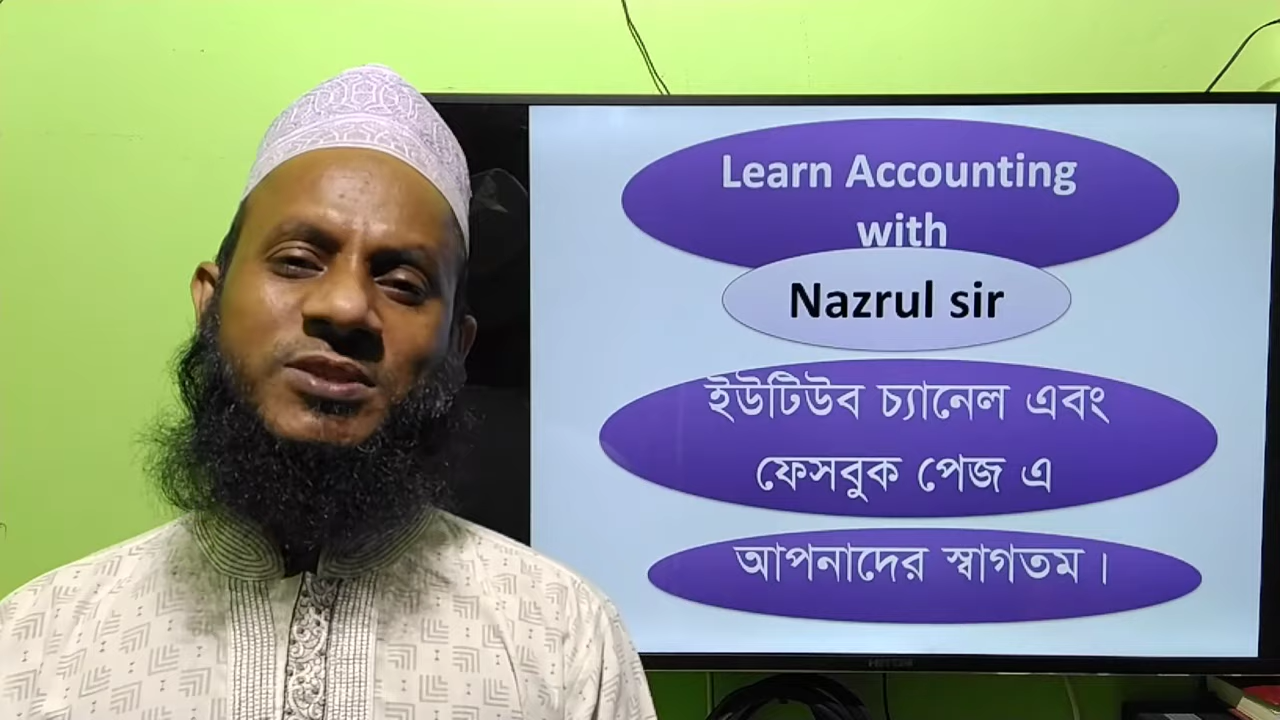 Learn Accounting
with
Nazrul sir
ইউটিউব চ্যানেল এবং
ফেসবুক পেজ এ
আপনাদের স্বাগতম।